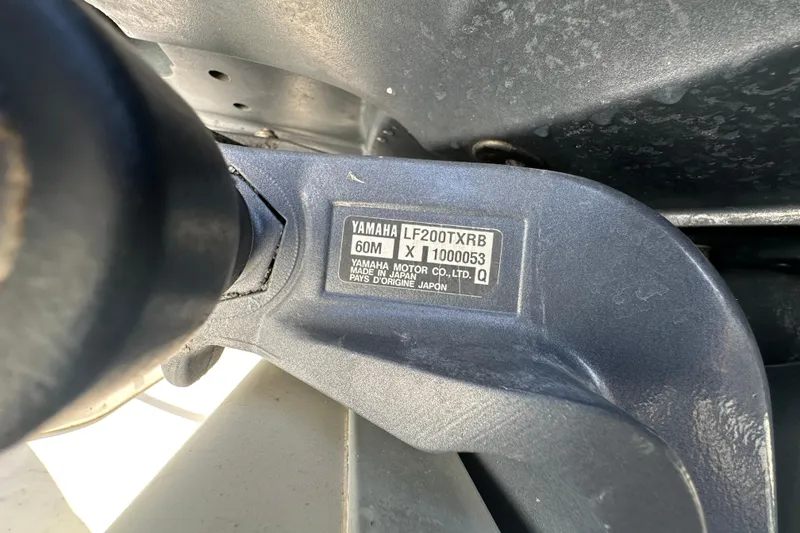 YAMAHA LF200TXRB
60M X 1000053
YAMAHA MOTOR CO., LTD. Q
MADE IN JAPAN
PAYS D'ORIGINE JAPON